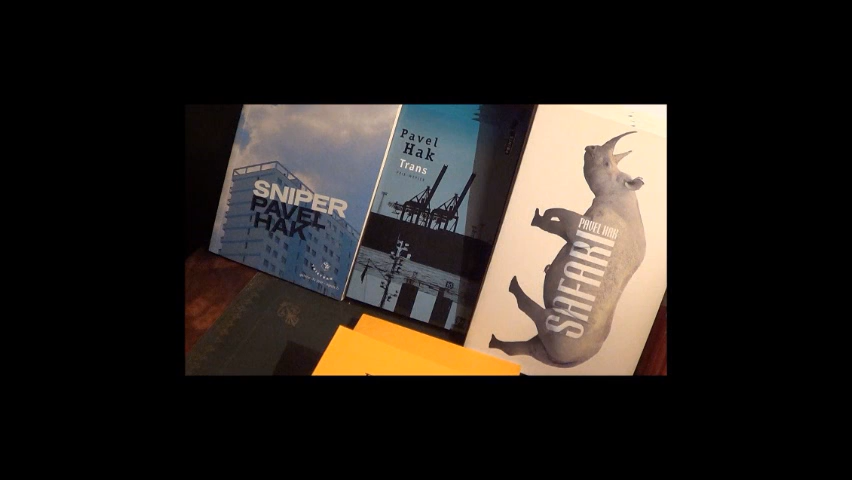 SNIPER
PAVEL
HAK
Pavel
Hak
Trans
PAVEL HAK
SAFARI